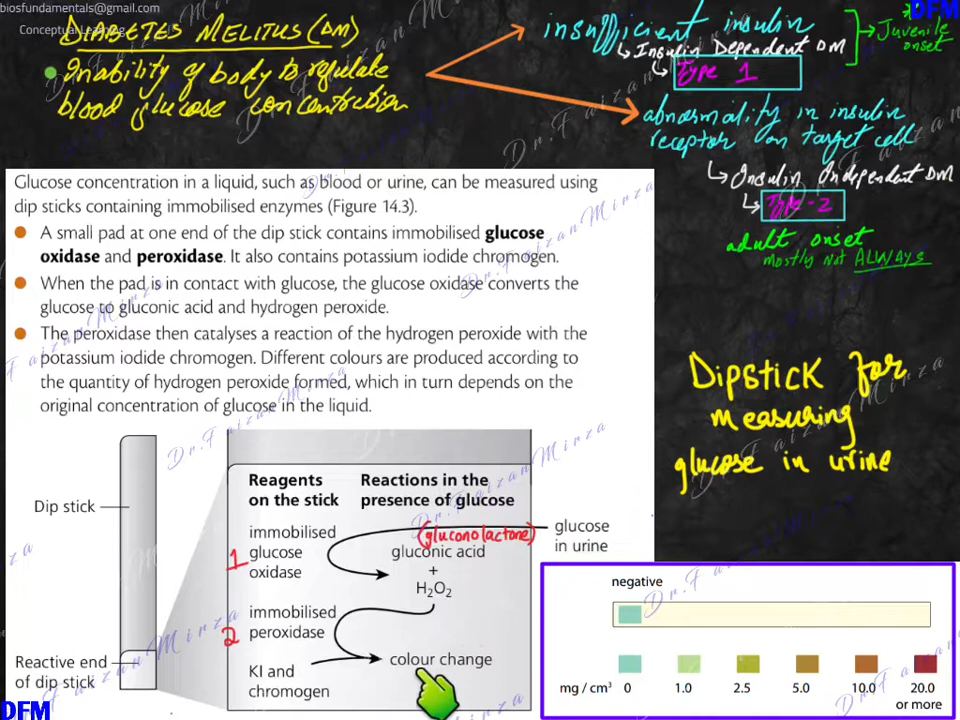 biosfundamentals@gmail.com
Conceptual Learning
DFM
DIABETES MELITUS (DM)
Inability of body to regulate
blood glucose concentration
insufficient insulin
Insulin Dependent DM
Type 1
Juvenile
onset
abnormality in insulin
receptor on target cell
Insulin Independent DM
Type-2
adult onset
mostly not ALWAYS
Glucose concentration in a liquid, such as blood or urine, can be measured using
dip sticks containing immobilised enzymes (Figure 14.3).
A small pad at one end of the dip stick contains immobilised glucose
oxidase and peroxidase. It also contains potassium iodide chromogen.
When the pad is in contact with glucose, the glucose oxidase converts the
glucose to gluconic acid and hydrogen peroxide.
The peroxidase then catalyses a reaction of the hydrogen peroxide with the
potassium iodide chromogen. Different colours are produced according to
the quantity of hydrogen peroxide formed, which in turn depends on the
original concentration of glucose in the liquid.
Dipstick for
measuring
glucose in urine
Dip stick
Reactive end
of dip stick
Reagents
on the stick
Reactions in the
presence of glucose
1
immobilised
glucose
oxidase
(gluconolactone)
gluconic acid
+
H₂O₂
glucose
in urine
2
immobilised
peroxidase
KI and
chromogen
colour change
negative
mg / cm³ 0 1.0 2.5 5.0 10.0 20.0
or more
DFM
Dr. Faizan Mirza